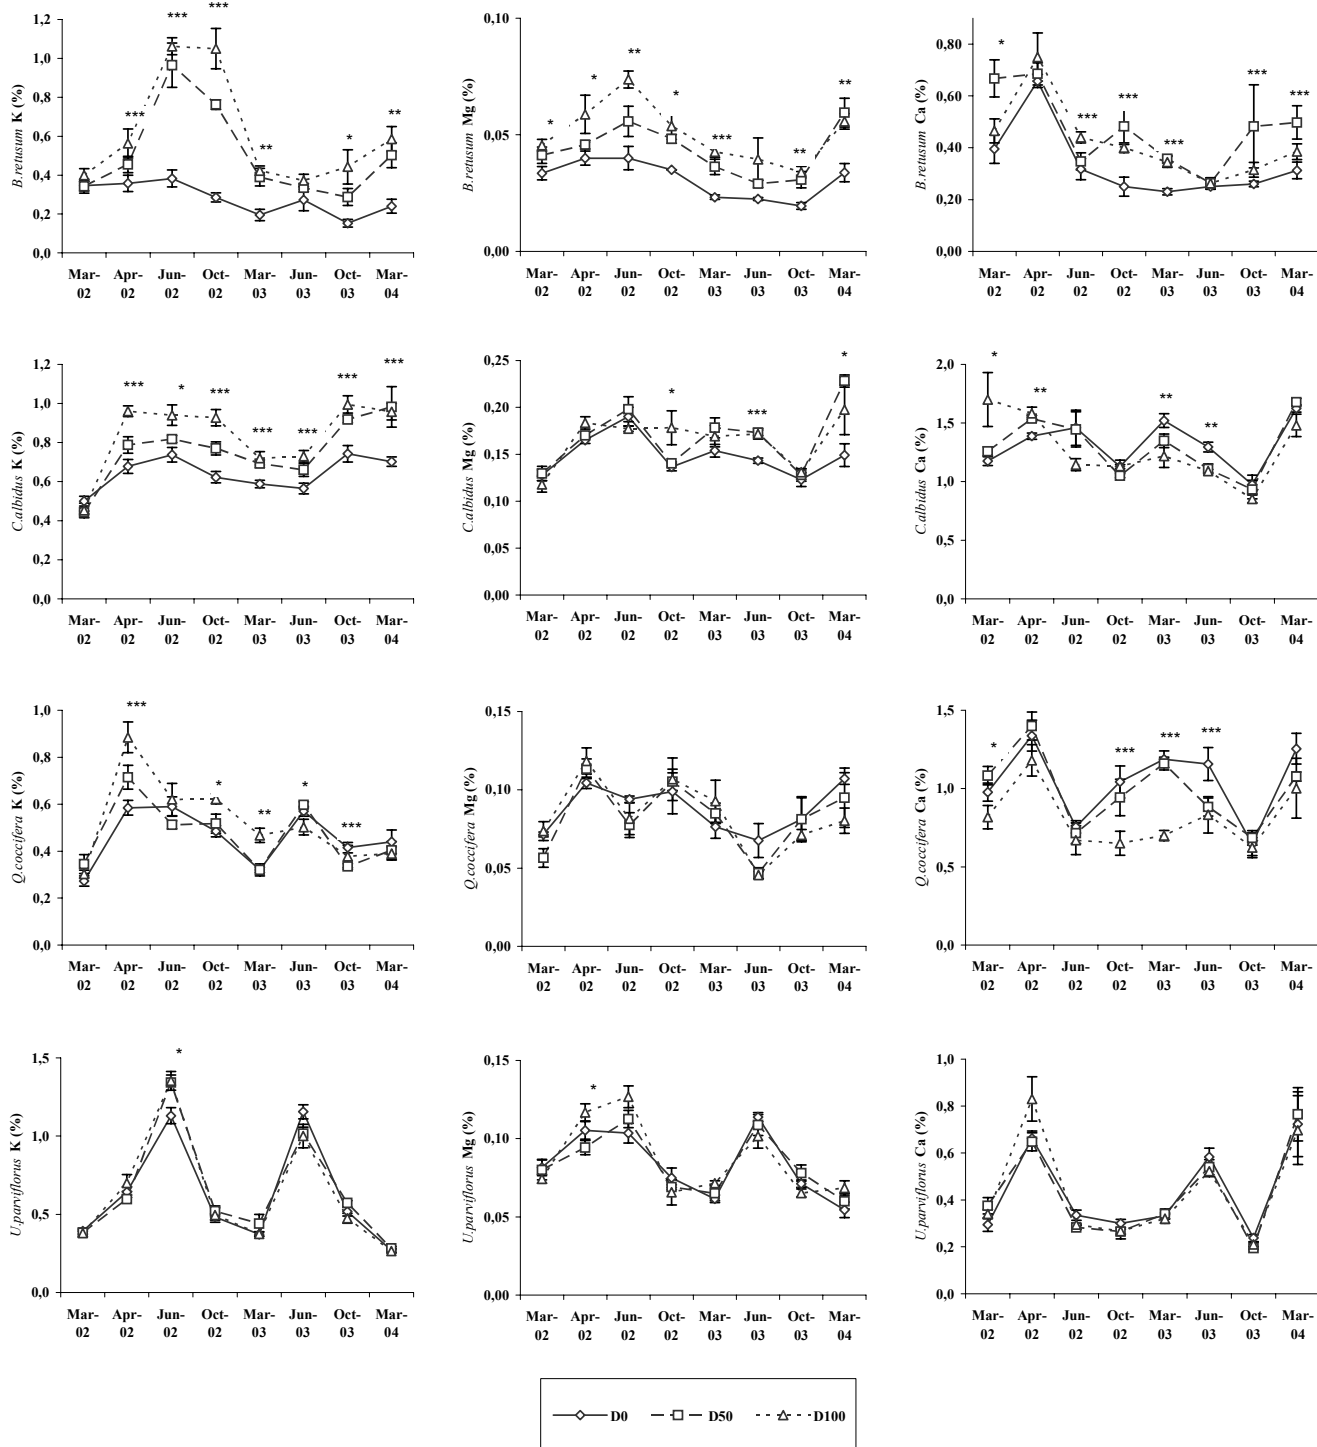 B.retusum K (%)
1,2
1,0
0,8
0,6
0,4
0,2
0,0
*** *** *** ** * **
Mar-02 Apr-02 Jun-02 Oct-02 Mar-03 Jun-03 Oct-03 Mar-04
B.retusum Mg (%)
0,10
0,05
0,00
* * ** * *** ** **
Mar-02 Apr-02 Jun-02 Oct-02 Mar-03 Jun-03 Oct-03 Mar-04
B.retusum Ca (%)
0,80
0,60
0,40
0,20
0,00
* *** *** *** *** ***
Mar-02 Apr-02 Jun-02 Oct-02 Mar-03 Jun-03 Oct-03 Mar-04
C.albidus K (%)
1,2
1,0
0,8
0,6
0,4
0,2
0,0
*** * *** *** *** *** ***
Mar-02 Apr-02 Jun-02 Oct-02 Mar-03 Jun-03 Oct-03 Mar-04
C.albidus Mg (%)
0,25
0,20
0,15
0,10
0,05
0,00
* *** *
Mar-02 Apr-02 Jun-02 Oct-02 Mar-03 Jun-03 Oct-03 Mar-04
C.albidus Ca (%)
2,0
1,5
1,0
0,5
0,0
* ** ** **
Mar-02 Apr-02 Jun-02 Oct-02 Mar-03 Jun-03 Oct-03 Mar-04
Q.coccifera K (%)
1,0
0,8
0,6
0,4
0,2
0,0
*** * ** * ***
Mar-02 Apr-02 Jun-02 Oct-02 Mar-03 Jun-03 Oct-03 Mar-04
Q.coccifera Mg (%)
0,15
0,10
0,05
0,00
Mar-02 Apr-02 Jun-02 Oct-02 Mar-03 Jun-03 Oct-03 Mar-04
Q.coccifera Ca (%)
1,5
1,0
0,5
0,0
* *** *** ***
Mar-02 Apr-02 Jun-02 Oct-02 Mar-03 Jun-03 Oct-03 Mar-04
U.parviflorus K (%)
1,5
1,0
0,5
0,0
*
Mar-02 Apr-02 Jun-02 Oct-02 Mar-03 Jun-03 Oct-03 Mar-04
U.parviflorus Mg (%)
0,15
0,10
0,05
0,00
*
Mar-02 Apr-02 Jun-02 Oct-02 Mar-03 Jun-03 Oct-03 Mar-04
U.parviflorus Ca (%)
1,0
0,8
0,6
0,4
0,2
0,0
Mar-02 Apr-02 Jun-02 Oct-02 Mar-03 Jun-03 Oct-03 Mar-04
D0 D50 D100